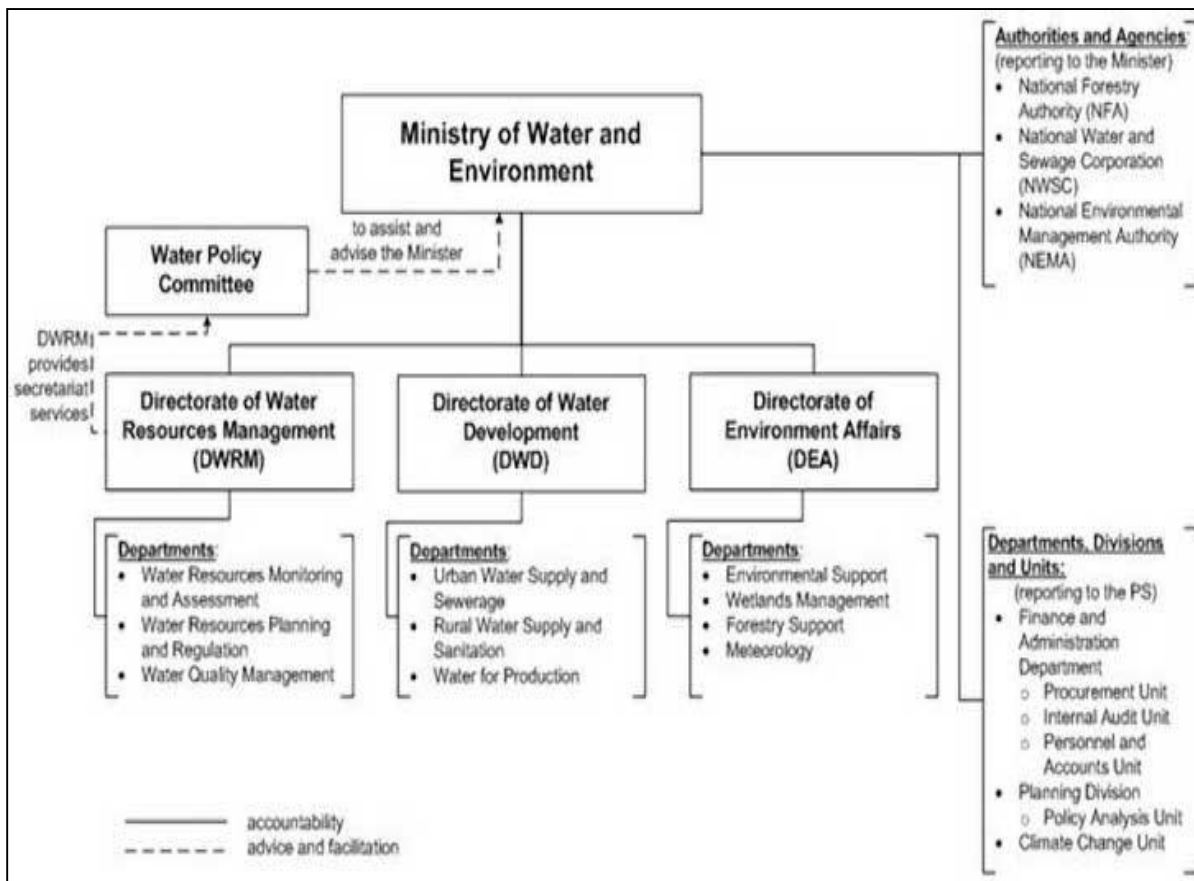 Ministry of Water and
Environment
Authorities and Agencies:
(reporting to the Minister)
• National Forestry
Authority (NFA)
• National Water and
Sewage Corporation
(NWSC)
• National Environmental
Management Authority
(NEMA)
to assist and
advise the Minister
Water Policy
Committee
DWRM
provides
secretariat
services
Directorate of Water
Resources Management
(DWRM)
Directorate of Water
Development
(DWD)
Directorate of
Environment Affairs
(DEA)
Departments:
• Water Resources Monitoring
and Assessment
• Water Resources Planning
and Regulation
• Water Quality Management
Departments:
• Urban Water Supply and
Sewerage
• Rural Water Supply and
Sanitation
• Water for Production
Departments:
• Environmental Support
• Wetlands Management
• Forestry Support
• Meteorology
Departments, Divisions
and Units:
(reporting to the PS)
• Finance and
Administration
Department
o Procurement Unit
o Internal Audit Unit
o Personnel and
Accounts Unit
• Planning Division
o Policy Analysis Unit
• Climate Change Unit
accountability
advice and facilitation